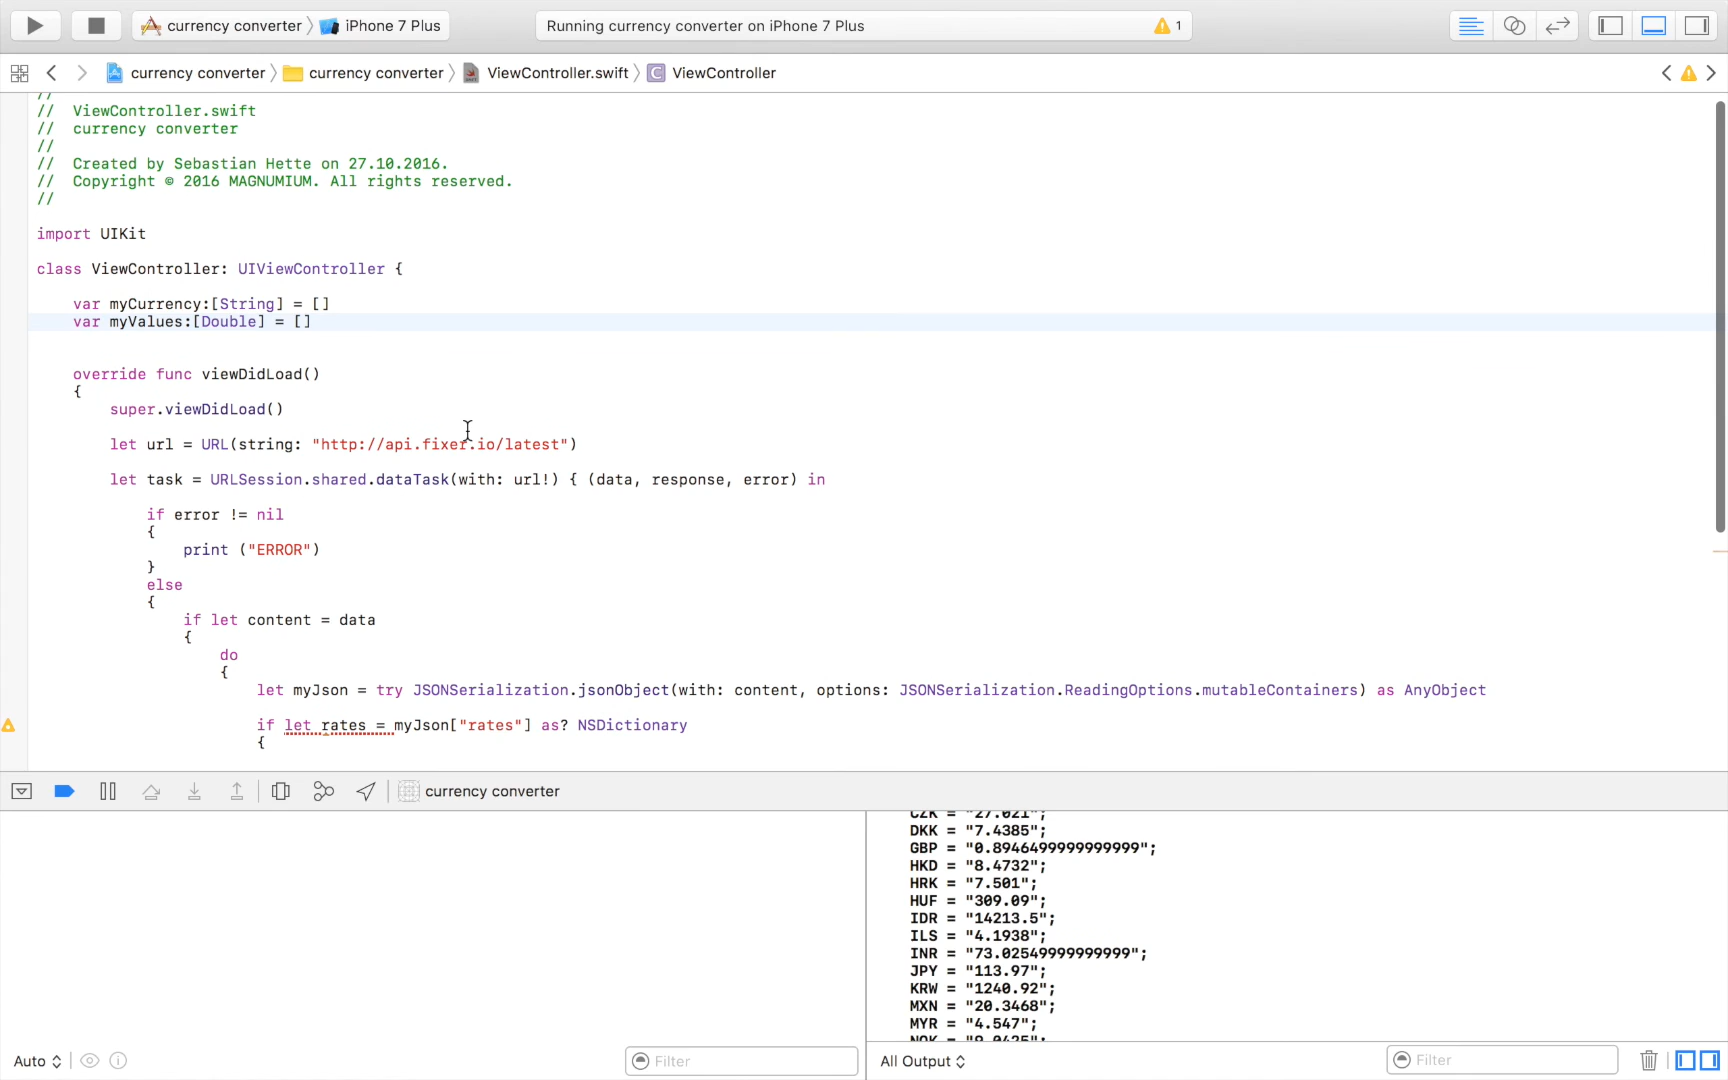 currency converter 〉 iPhone 7 Plus
Running currency converter on iPhone 7 Plus
1
currency converter 〉 currency converter 〉 ViewController.swift 〉 C ViewController
//
// ViewController.swift
// currency converter
//
// Created by Sebastian Hette on 27.10.2016.
// Copyright © 2016 MAGNUMIUM. All rights reserved.
//
import UIKit
class ViewController: UIViewController {
var myCurrency:[String] = []
var myValues:[Double] = []
override func viewDidLoad()
{
super.viewDidLoad()
let url = URL(string: "http://api.fixer.io/latest")
let task = URLSession.shared.dataTask(with: url!) { (data, response, error) in
if error != nil
{
print ("ERROR")
}
else
{
if let content = data
{
do
{
let myJson = try JSONSerialization.jsonObject(with: content, options: JSONSerialization.ReadingOptions.mutableContainers) as AnyObject
if let rates = myJson["rates"] as? NSDictionary
{
currency converter
CZK = "27.021";
DKK = "7.4385";
GBP = "0.8946499999999999";
HKD = "8.4732";
HRK = "7.501";
HUF = "309.09";
IDR = "14213.5";
ILS = "4.1938";
INR = "73.02549999999999";
JPY = "113.97";
KRW = "1240.92";
MXN = "20.3468";
MYR = "4.547";
NOK = "9.0425";
Auto
Filter
All Output
Filter